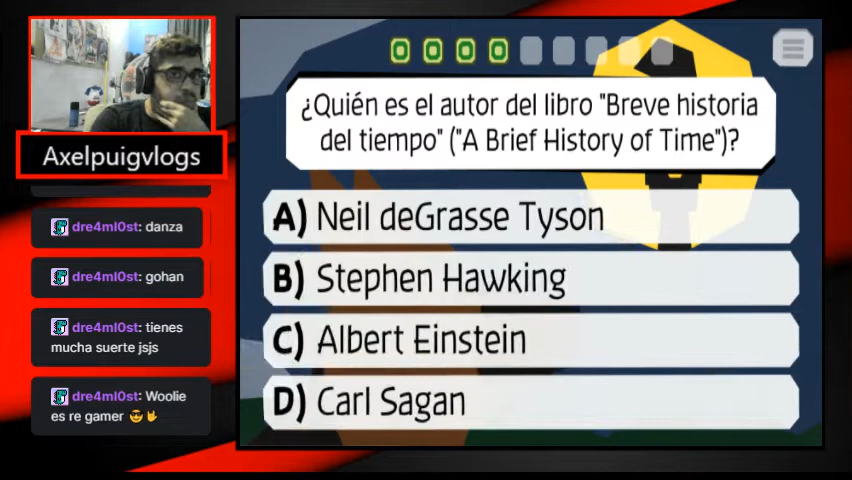 ¿Quién es el autor del libro "Breve historia
del tiempo" ("A Brief History of Time")?
A) Neil deGrasse Tyson
B) Stephen Hawking
C) Albert Einstein
D) Carl Sagan
Axelpuigvlogs
dre4ml0st: danza
dre4ml0st: gohan
dre4ml0st: tienes
mucha suerte jsjs
dre4ml0st: Woolie
es re gamer 😎🤟